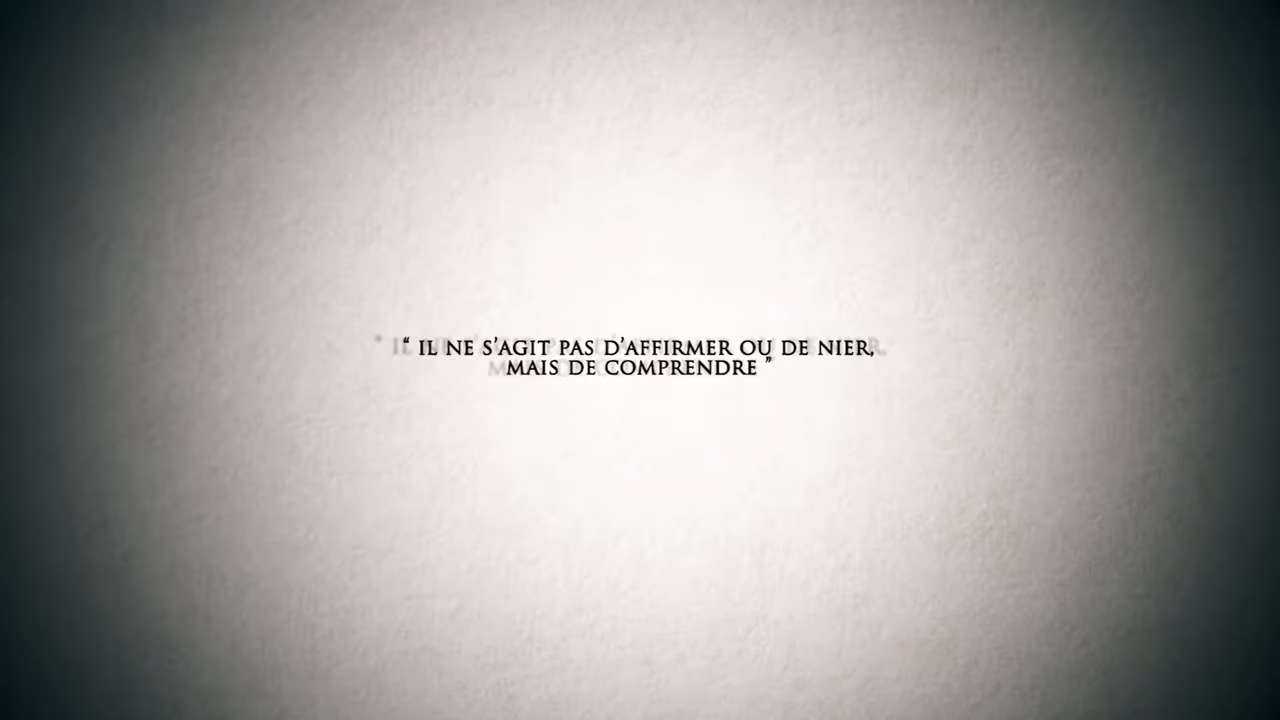 “ IL NE S’AGIT PAS D’AFFIRMER OU DE NIER,
MAIS DE COMPRENDRE ”